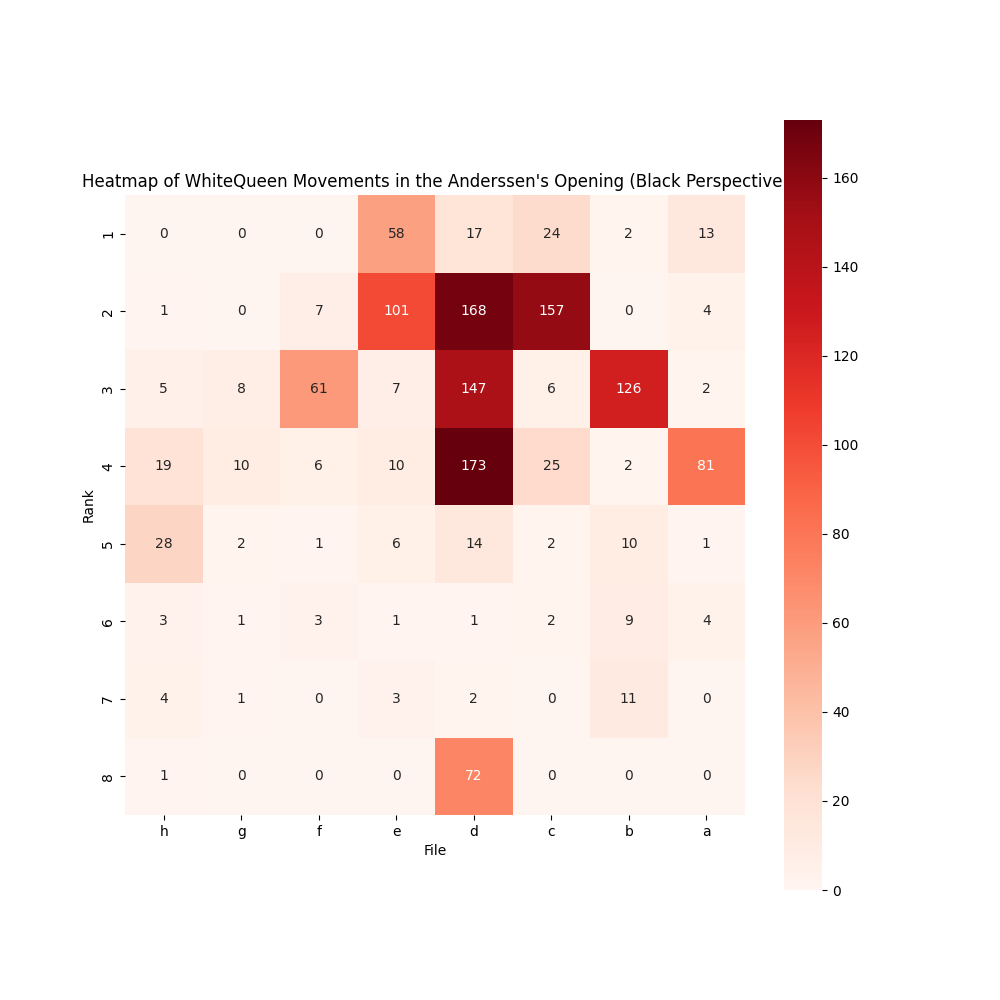 Heatmap of WhiteQueen Movements in the Anderssen's Opening (Black Perspective
1 0 0 0 58 17 24 2 13
2 1 0 7 101 168 157 0 4
3 5 8 61 7 147 6 126 2
4 19 10 6 10 173 25 2 81
5 28 2 1 6 14 2 10 1
6 3 1 3 1 1 2 9 4
7 4 1 0 3 2 0 11 0
8 1 0 0 0 72 0 0 0
Rank
h g f e d c b a
File
160
140
120
100
80
60
40
20
0